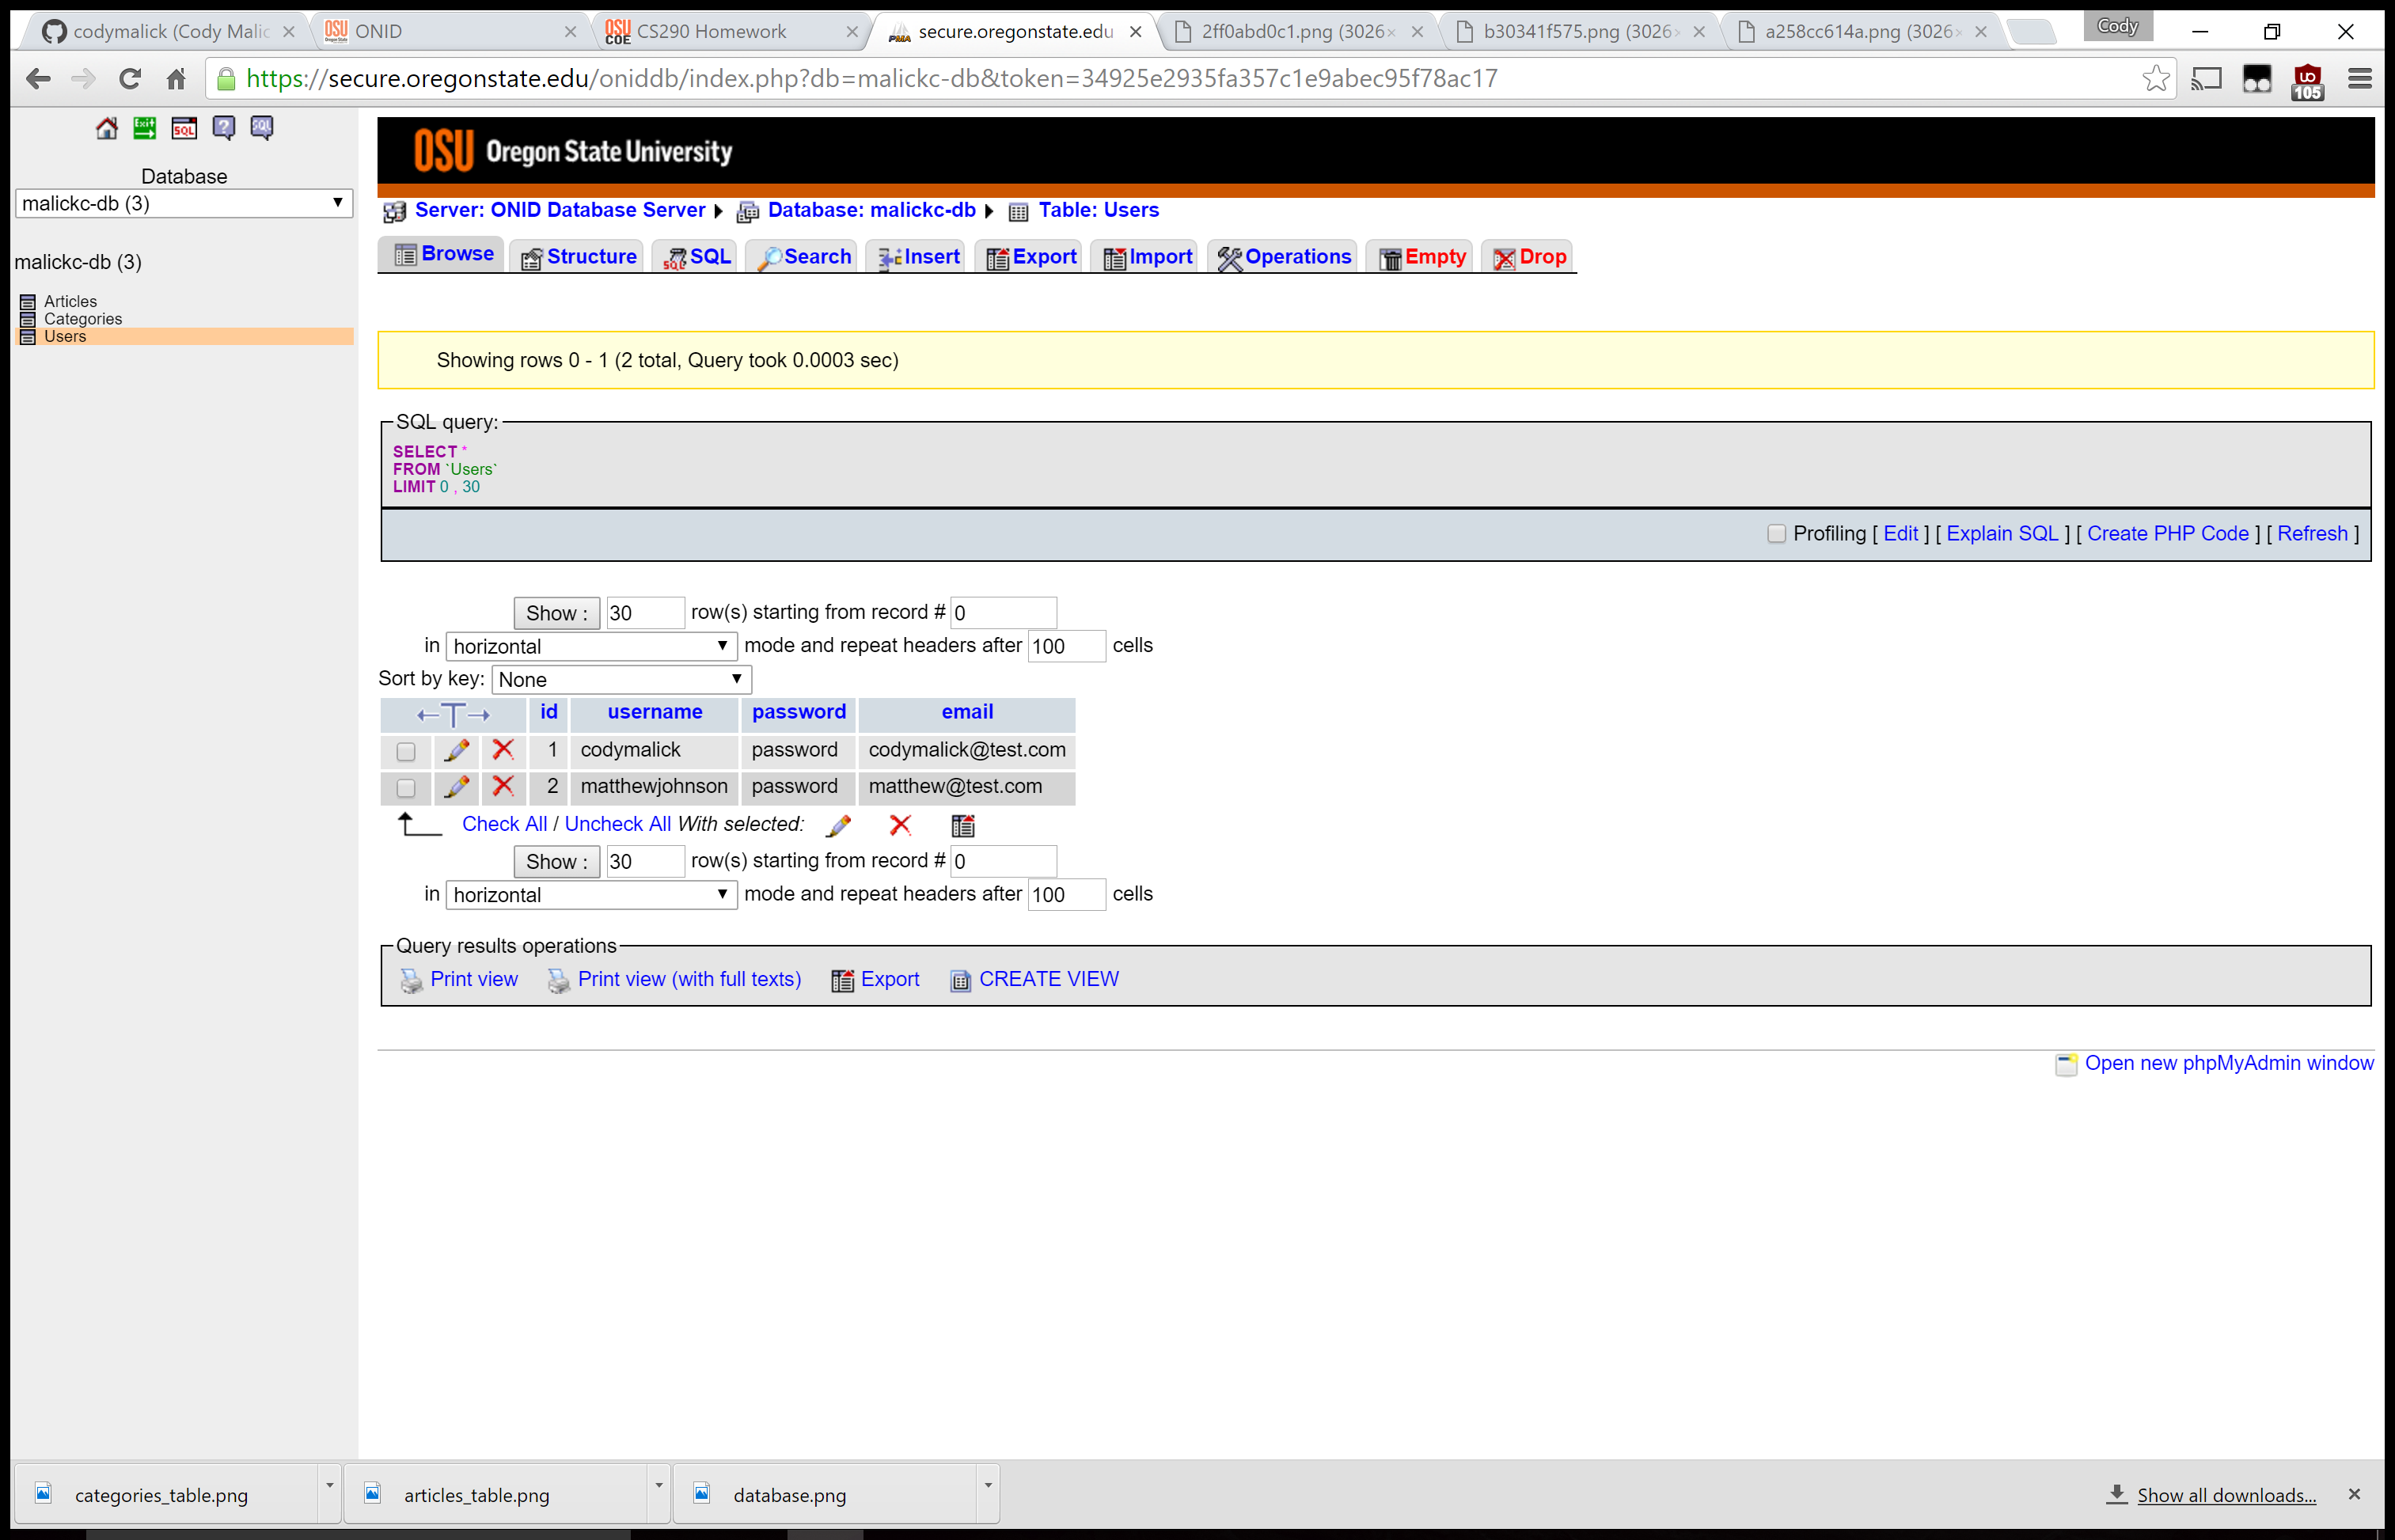 codymalick (Cody Malic
ONID
CS290 Homework
secure.oregonstate.edu
2ff0abd0c1.png (3026×
b30341f575.png (3026×
a258cc614a.png (3026×
Cody
https://secure.oregonstate.edu/oniddb/index.php?db=malickc-db&token=34925e2935fa357c1e9abec95f78ac17
105
Exit
SQL
?
SQL
Database
malickc-db (3)
malickc-db (3)
Articles
Categories
Users
OSU Oregon State University
Server: ONID Database Server Database: malickc-db Table: Users
Browse Structure SQL Search Insert Export Import Operations Empty Drop
Showing rows 0 - 1 (2 total, Query took 0.0003 sec)
SQL query:
SELECT *
FROM `Users`
LIMIT 0 , 30
Profiling [ Edit ] [ Explain SQL ] [ Create PHP Code ] [ Refresh ]
Show : 30 row(s) starting from record # 0
in horizontal mode and repeat headers after 100 cells
Sort by key: None
←T→ id username password email
1 codymalick password codymalick@test.com
2 matthewjohnson password matthew@test.com
Check All / Uncheck All With selected:
Show : 30 row(s) starting from record # 0
in horizontal mode and repeat headers after 100 cells
Query results operations
Print view Print view (with full texts) Export CREATE VIEW
Open new phpMyAdmin window
categories_table.png
articles_table.png
database.png
Show all downloads...